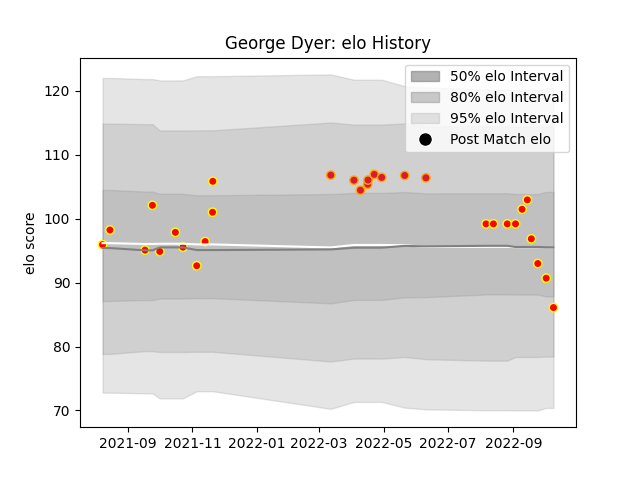 George Dyer: elo History
50% elo Interval
80% elo Interval
95% elo Interval
Post Match elo
elo score
120
110
100
90
80
70
2021-09
2021-11
2022-01
2022-03
2022-05
2022-07
2022-09